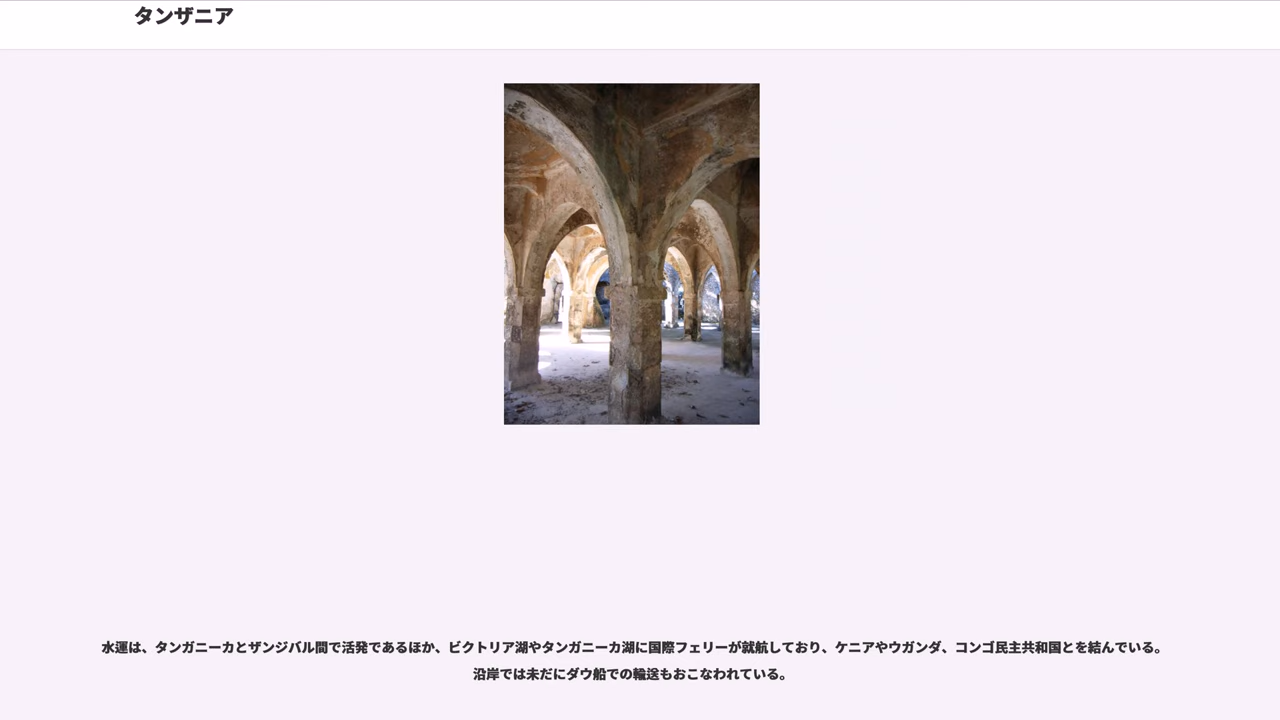 タンザニア
水運は、タンガニーカとザンジバル間で活発であるほか、ビクトリア湖やタンガニーカ湖に国際フェリーが就航しており、ケニアやウガンダ、コンゴ民主共和国とを結んでいる。
沿岸では未だにダウ船での輸送もおこなわれている。